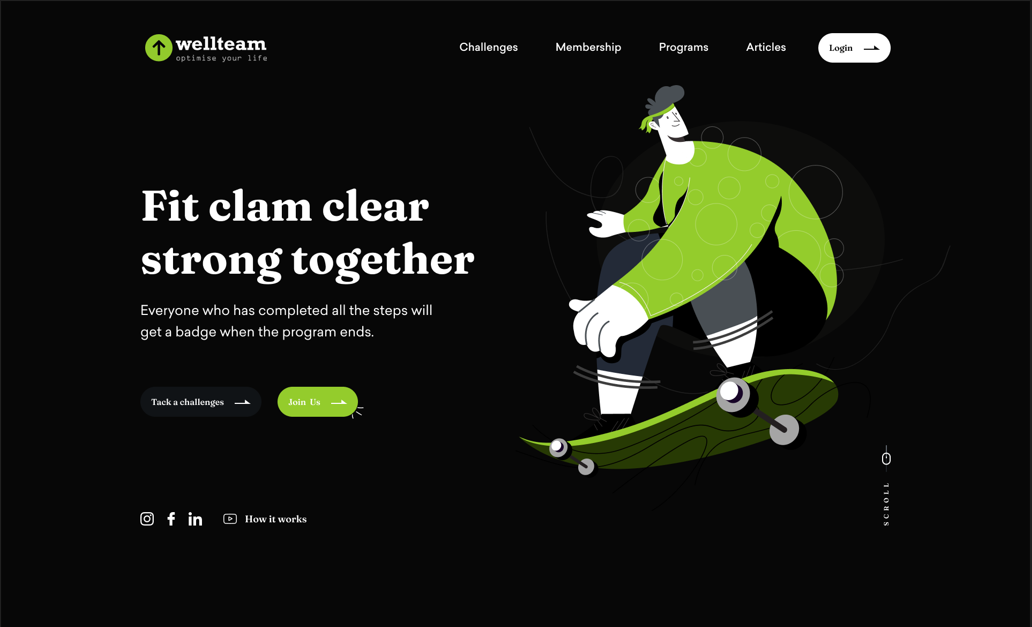 wellteam
optimise your life
Challenges
Membership
Programs
Articles
Login
Fit clam clear
strong together
Everyone who has completed all the steps will
get a badge when the program ends.
Tack a challenges
Join Us
How it works
SCROLL